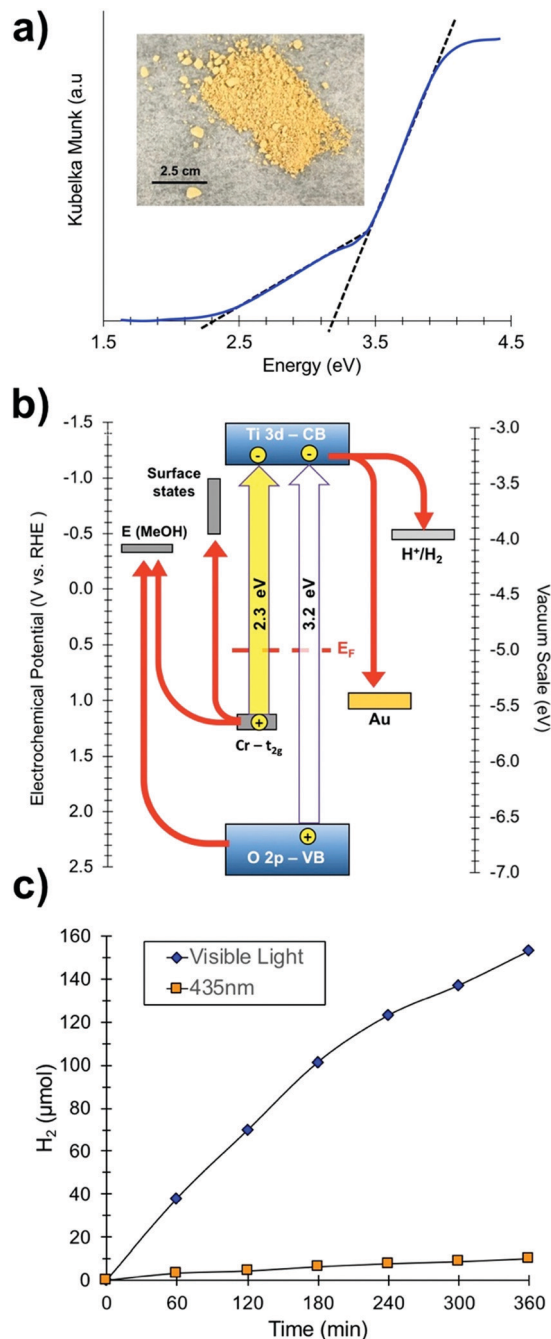 a)
Kubelka Munk (a.u
2.5 cm
1.5
2.5
3.5
4.5
Energy (eV)
b)
Electrochemical Potential (V vs. RHE)
-1.5
-1.0
-0.5
0.0
0.5
1.0
1.2
2.0
2.5
Ti 3d – CB
-
-
Surface
states
E (MeOH)
H⁺/H₂
2.3 eV
3.2 eV
E_F
Au
+
Cr – t₂g
+
O 2p – VB
-3.0
-3.5
-4.0
-4.5
-5.0
-5.5
-6.0
-6.5
-7.0
Vacuum Scale (eV)
c)
H₂ (µmol)
160
140
120
100
80
60
40
20
0
Visible Light
435nm
0
60
120
180
240
300
360
Time (min)